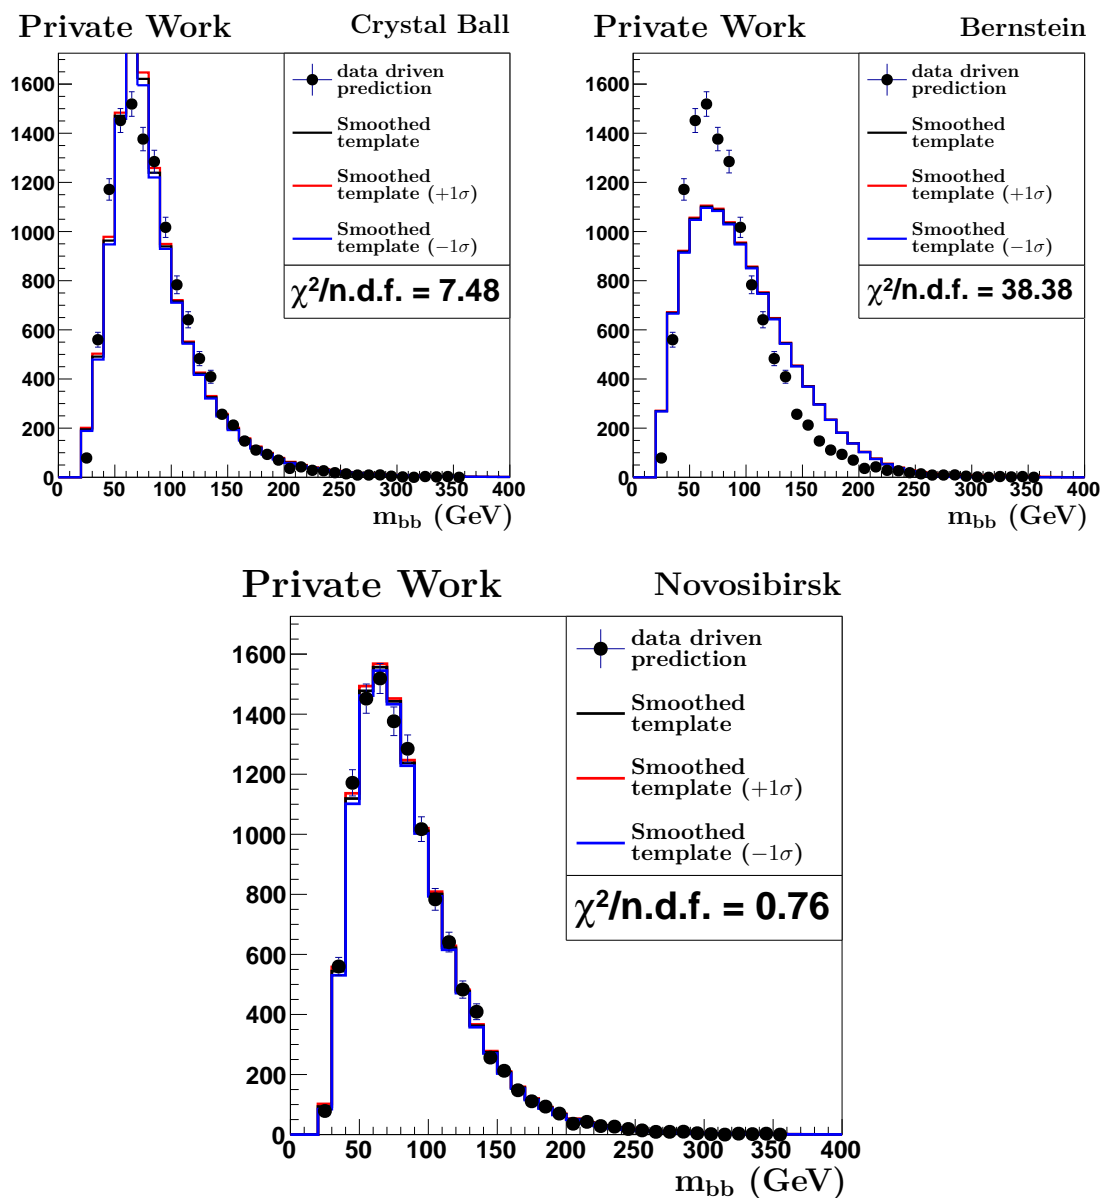 Private Work
Crystal Ball
1600
1400
1200
1000
800
600
400
200
0
0 50 100 150 200 250 300 350 400
m_bb (GeV)
data driven
prediction
Smoothed
template
Smoothed
template (+1σ)
Smoothed
template (−1σ)
χ²/n.d.f. = 7.48
Private Work
Bernstein
1600
1400
1200
1000
800
600
400
200
0
0 50 100 150 200 250 300 350 400
m_bb (GeV)
data driven
prediction
Smoothed
template
Smoothed
template (+1σ)
Smoothed
template (−1σ)
χ²/n.d.f. = 38.38
Private Work
Novosibirsk
1600
1400
1200
1000
800
600
400
200
0
0 50 100 150 200 250 300 350 400
m_bb (GeV)
data driven
prediction
Smoothed
template
Smoothed
template (+1σ)
Smoothed
template (−1σ)
χ²/n.d.f. = 0.76